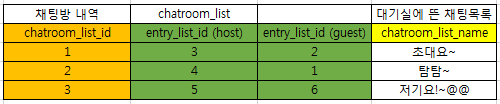 채팅방 내역 chatroom_list 대기실에 뜬 채팅목록
chatroom_list_id entry_list_id (host) entry_list_id (guest) chatroom_list_name
1 3 2 초대요~
2 4 1 탐탐~
3 5 6 저기요!~@@